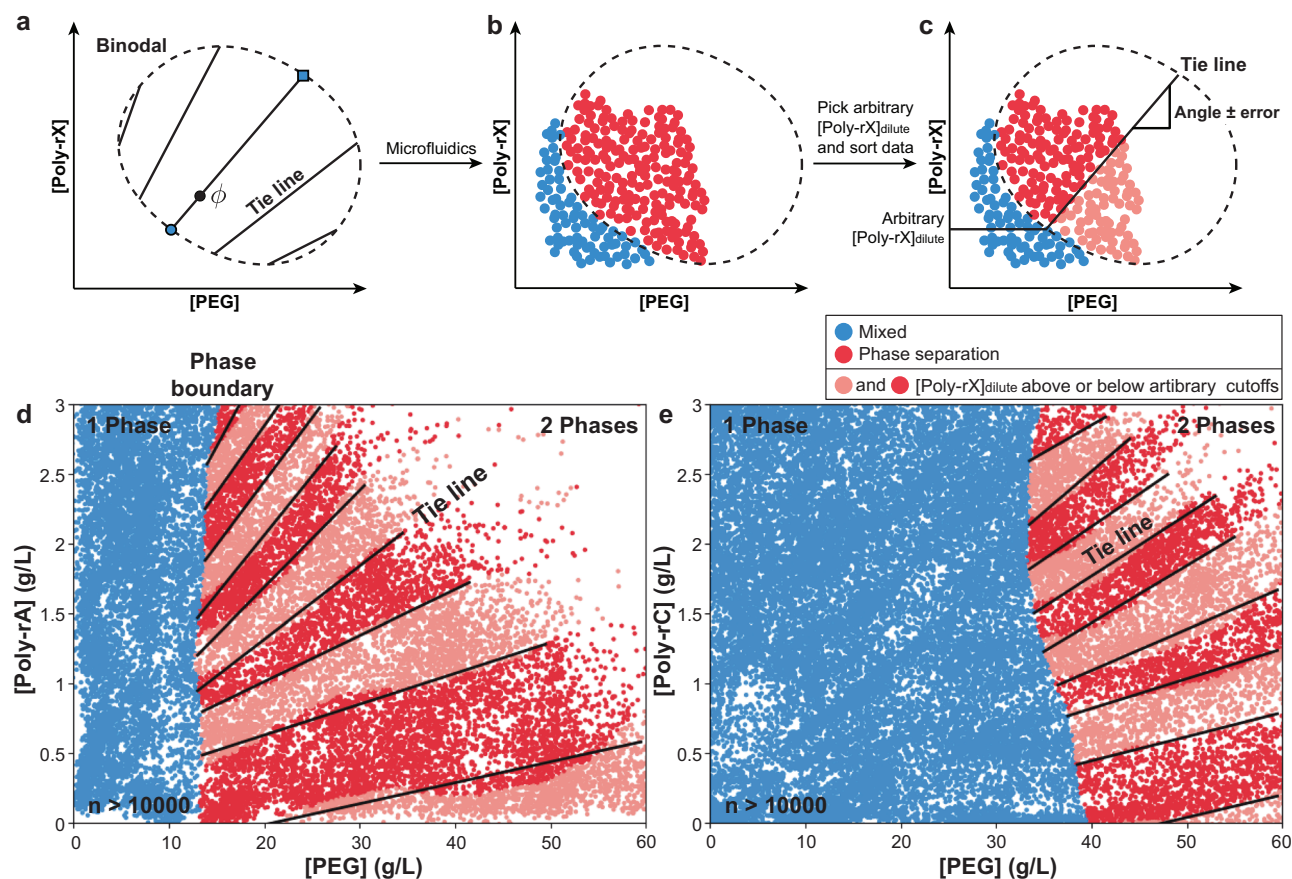 a
Binodal
[Poly-rX]
ϕ
Tie line
[PEG]
Microfluidics
b
[Poly-rX]
[PEG]
Pick arbitrary
[Poly-rX]dilute
and sort data
c
Tie line
Angle ± error
[Poly-rX]
Arbitrary
[Poly-rX]dilute
[PEG]
Mixed
Phase separation
and [Poly-rX]dilute above or below artibrary cutoffs
Phase
boundary
d
1 Phase
2 Phases
Tie line
n > 10000
3
2.5
2
1.5
1
0.5
0
[Poly-rA] (g/L)
0 10 20 30 40 50 60
[PEG] (g/L)
e
1 Phase
2 Phases
Tie line
n > 10000
3
2.5
2
1.5
1
0.5
0
[Poly-rC] (g/L)
0 10 20 30 40 50 60
[PEG] (g/L)